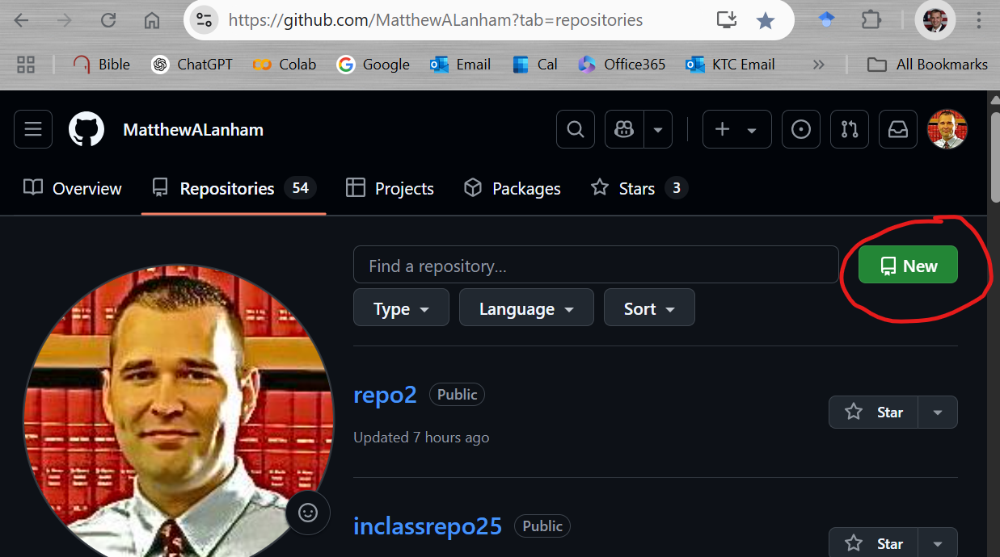 https://github.com/MatthewALanham?tab=repositories
Bible ChatGPT Colab Google Email Cal Office365 KTC Email » All Bookmarks
MatthewALanham
Overview Repositories 54 Projects Packages Stars 3
Find a repository... New
Type Language Sort
repo2 Public
Star
Updated 7 hours ago
inclassrepo25 Public
Star